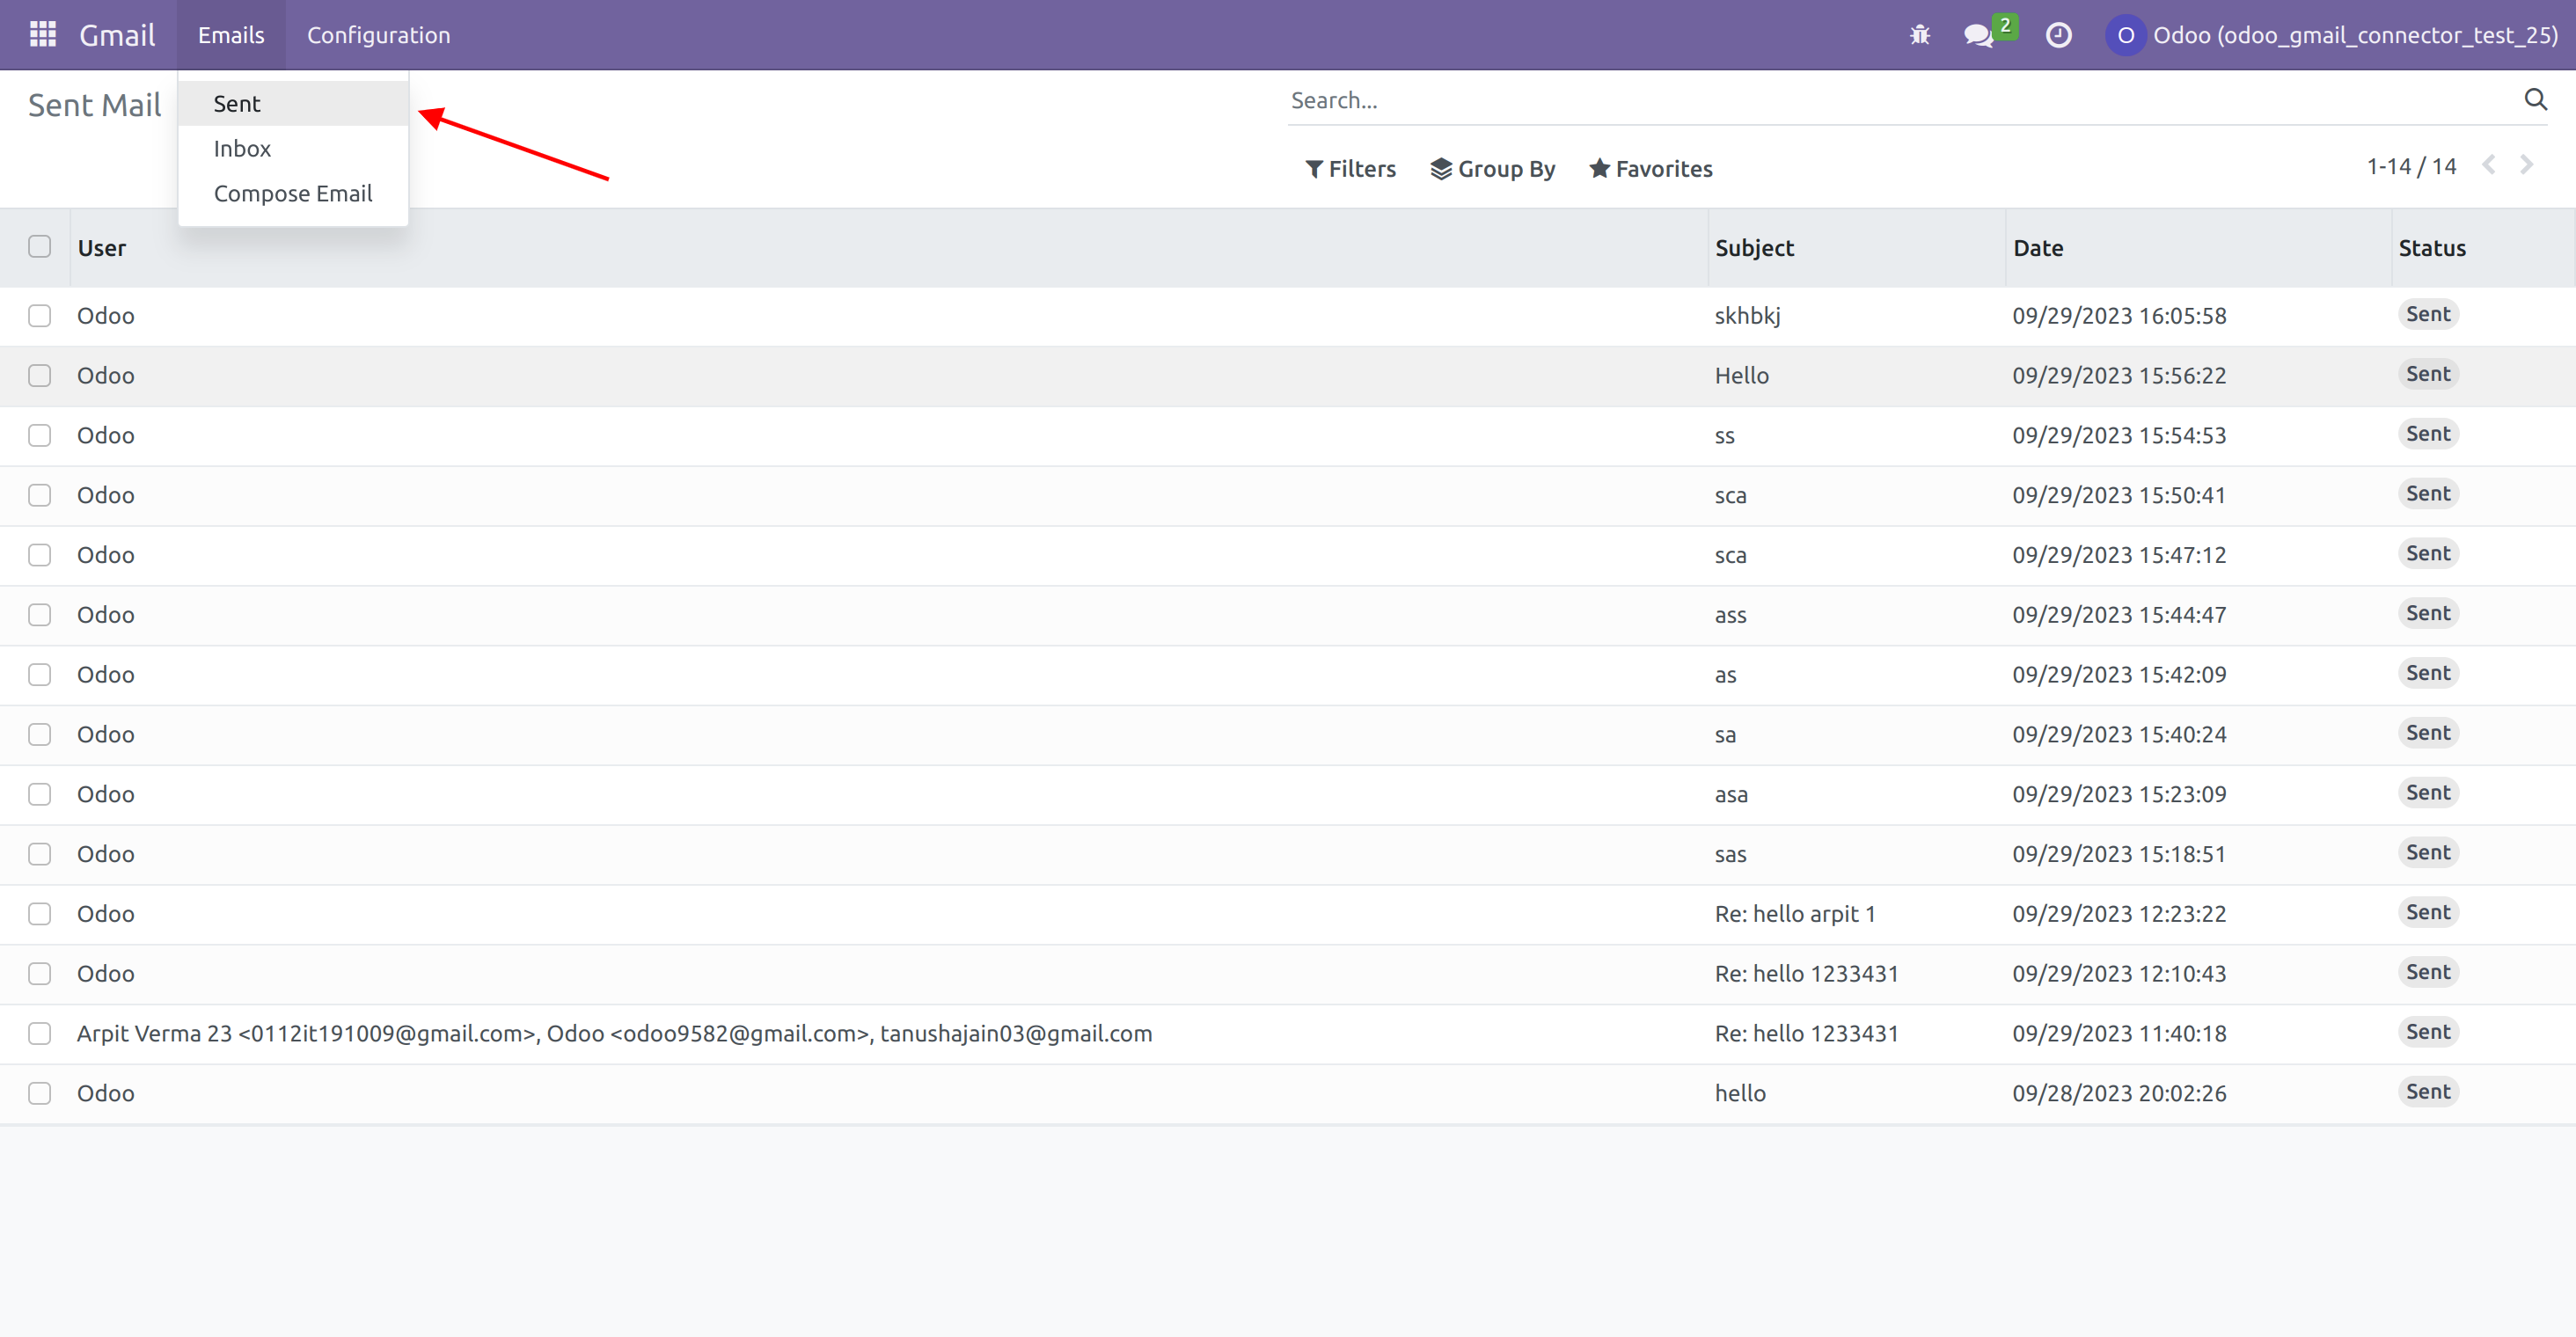 Gmail Emails Configuration 2 O Odoo (odoo_gmail_connector_test_25)
Sent Mail Sent Search...
Inbox Filters Group By Favorites 1-14 / 14
Compose Email
User Subject Date Status
Odoo skhbkj 09/29/2023 16:05:58 Sent
Odoo Hello 09/29/2023 15:56:22 Sent
Odoo ss 09/29/2023 15:54:53 Sent
Odoo sca 09/29/2023 15:50:41 Sent
Odoo sca 09/29/2023 15:47:12 Sent
Odoo ass 09/29/2023 15:44:47 Sent
Odoo as 09/29/2023 15:42:09 Sent
Odoo sa 09/29/2023 15:40:24 Sent
Odoo asa 09/29/2023 15:23:09 Sent
Odoo sas 09/29/2023 15:18:51 Sent
Odoo Re: hello arpit 1 09/29/2023 12:23:22 Sent
Odoo Re: hello 1233431 09/29/2023 12:10:43 Sent
Arpit Verma 23 <0112it191009@gmail.com>, Odoo <odoo9582@gmail.com>, tanushajain03@gmail.com Re: hello 1233431 09/29/2023 11:40:18 Sent
Odoo hello 09/28/2023 20:02:26 Sent